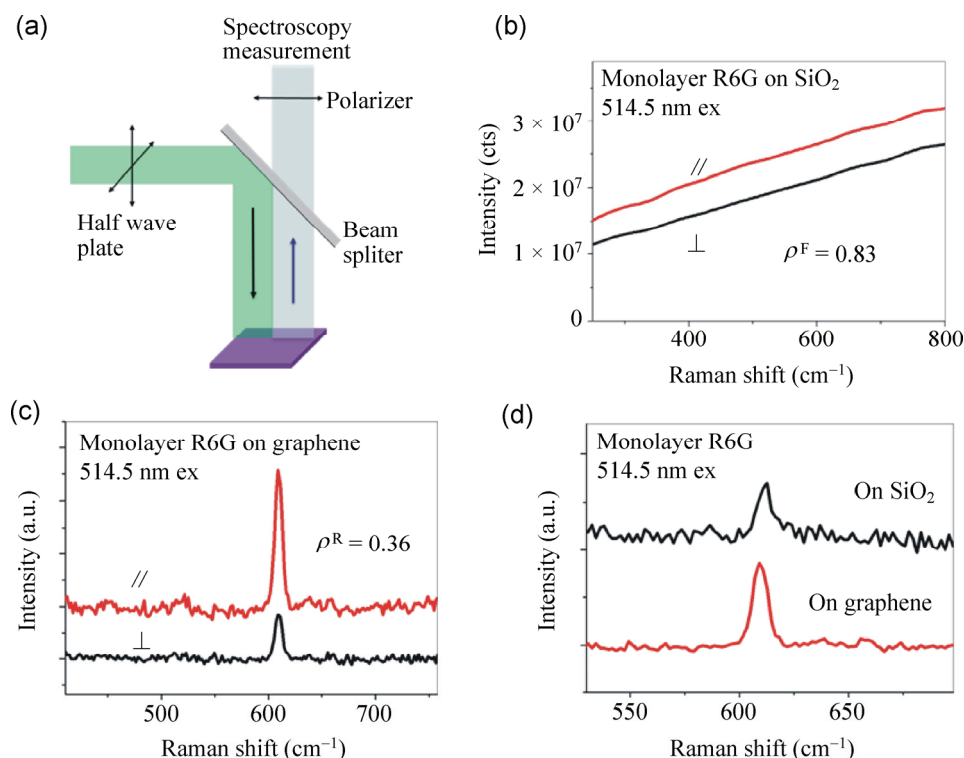 (a)
Spectroscopy
measurement
Polarizer
Half wave
plate
Beam
spliter
(b)
Monolayer R6G on SiO₂
514.5 nm ex
3 × 10⁷
2 × 10⁷
1 × 10⁷
0
Intensity (cts)
//
⊥
ρᶠ = 0.83
400
600
800
Raman shift (cm⁻¹)
(c)
Monolayer R6G on graphene
514.5 nm ex
ρᴿ = 0.36
//
⊥
Intensity (a.u.)
500
600
700
Raman shift (cm⁻¹)
(d)
Monolayer R6G
514.5 nm ex
On SiO₂
On graphene
Intensity (a.u.)
550
600
650
Raman shift (cm⁻¹)